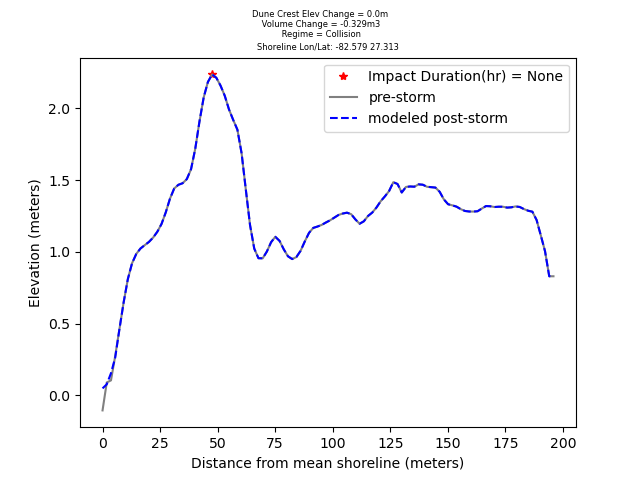 Dune Crest Elev Change = 0.0m
Volume Change = -0.329m3
Regime = Collision
Shoreline Lon/Lat: -82.579 27.313
Impact Duration(hr) = None
pre-storm
modeled post-storm
Elevation (meters)
2.0
1.5
1.0
0.5
0.0
0 25 50 75 100 125 150 175 200
Distance from mean shoreline (meters)